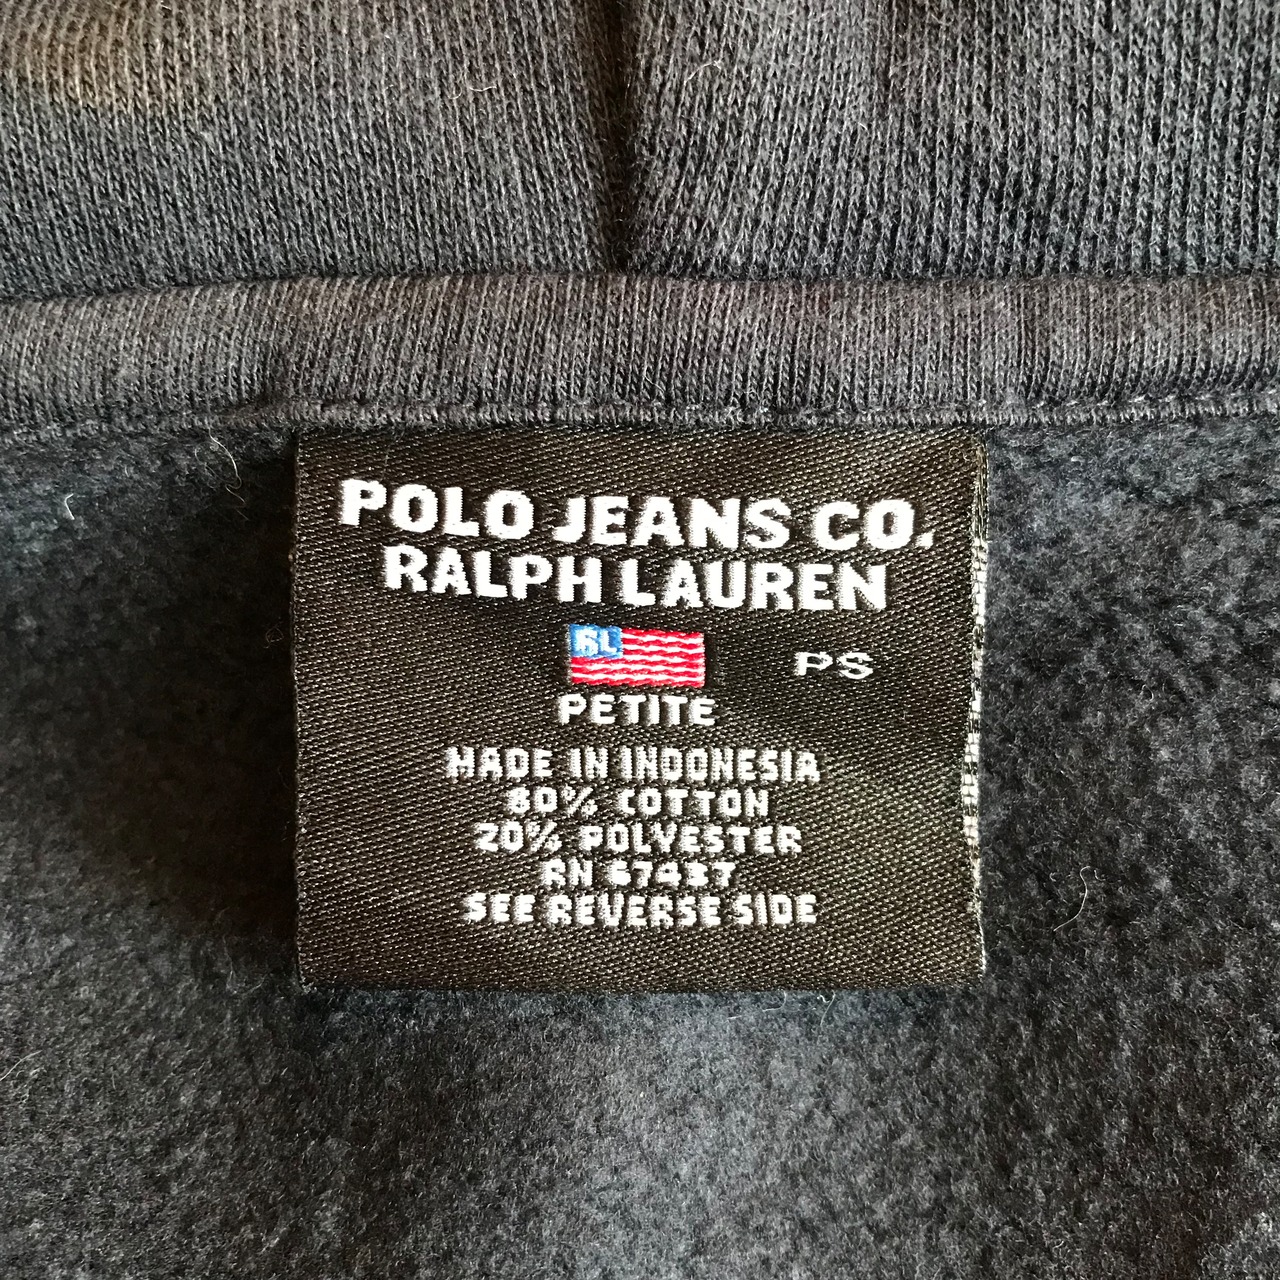 POLO JEANS CO.
RALPH LAUREN
RL PS
PETITE
MADE IN INDONESIA
80% COTTON
20% POLYESTER
RN 67437
SEE REVERSE SIDE